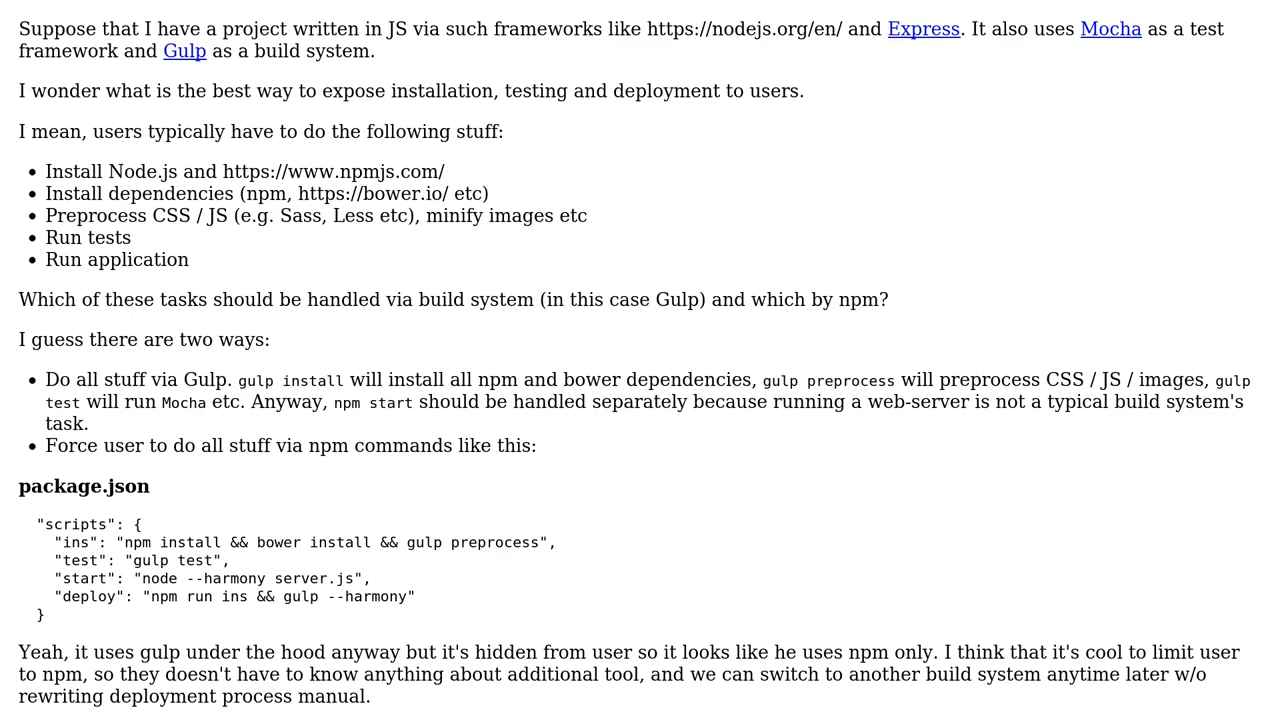 Suppose that I have a project written in JS via such frameworks like https://nodejs.org/en/ and Express. It also uses Mocha as a test
framework and Gulp as a build system.
I wonder what is the best way to expose installation, testing and deployment to users.
I mean, users typically have to do the following stuff:
• Install Node.js and https://www.npmjs.com/
• Install dependencies (npm, https://bower.io/ etc)
• Preprocess CSS / JS (e.g. Sass, Less etc), minify images etc
• Run tests
• Run application
Which of these tasks should be handled via build system (in this case Gulp) and which by npm?
I guess there are two ways:
• Do all stuff via Gulp. gulp install will install all npm and bower dependencies, gulp preprocess will preprocess CSS / JS / images, gulp
test will run Mocha etc. Anyway, npm start should be handled separately because running a web-server is not a typical build system's
task.
• Force user to do all stuff via npm commands like this:
package.json
"scripts": {
"ins": "npm install && bower install && gulp preprocess",
"test": "gulp test",
"start": "node --harmony server.js",
"deploy": "npm run ins && gulp --harmony"
}
Yeah, it uses gulp under the hood anyway but it's hidden from user so it looks like he uses npm only. I think that it's cool to limit user
to npm, so they doesn't have to know anything about additional tool, and we can switch to another build system anytime later w/o
rewriting deployment process manual.